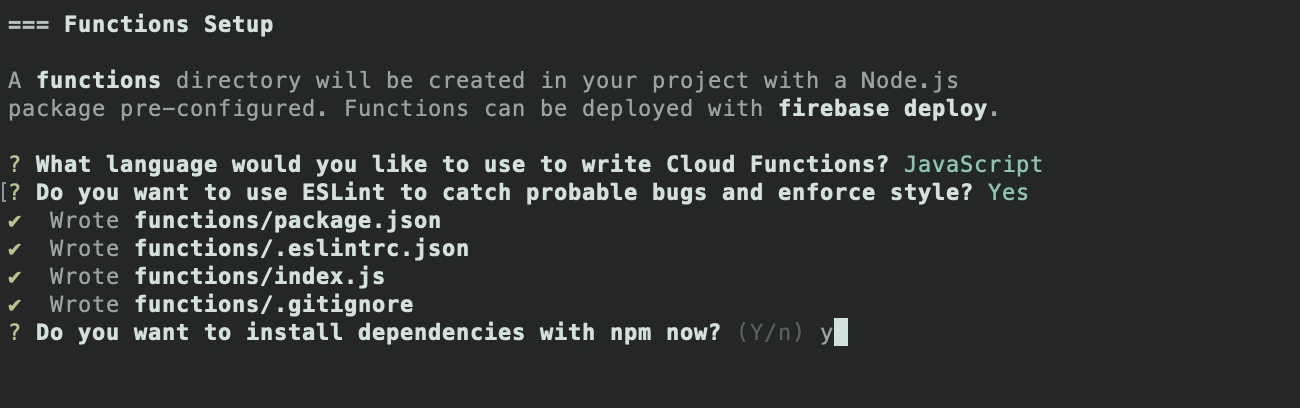 === Functions Setup
A functions directory will be created in your project with a Node.js
package pre-configured. Functions can be deployed with firebase deploy.
? What language would you like to use to write Cloud Functions? JavaScript
[? Do you want to use ESLint to catch probable bugs and enforce style? Yes
✔  Wrote functions/package.json
✔  Wrote functions/.eslintrc.json
✔  Wrote functions/index.js
✔  Wrote functions/.gitignore
? Do you want to install dependencies with npm now? (Y/n) y